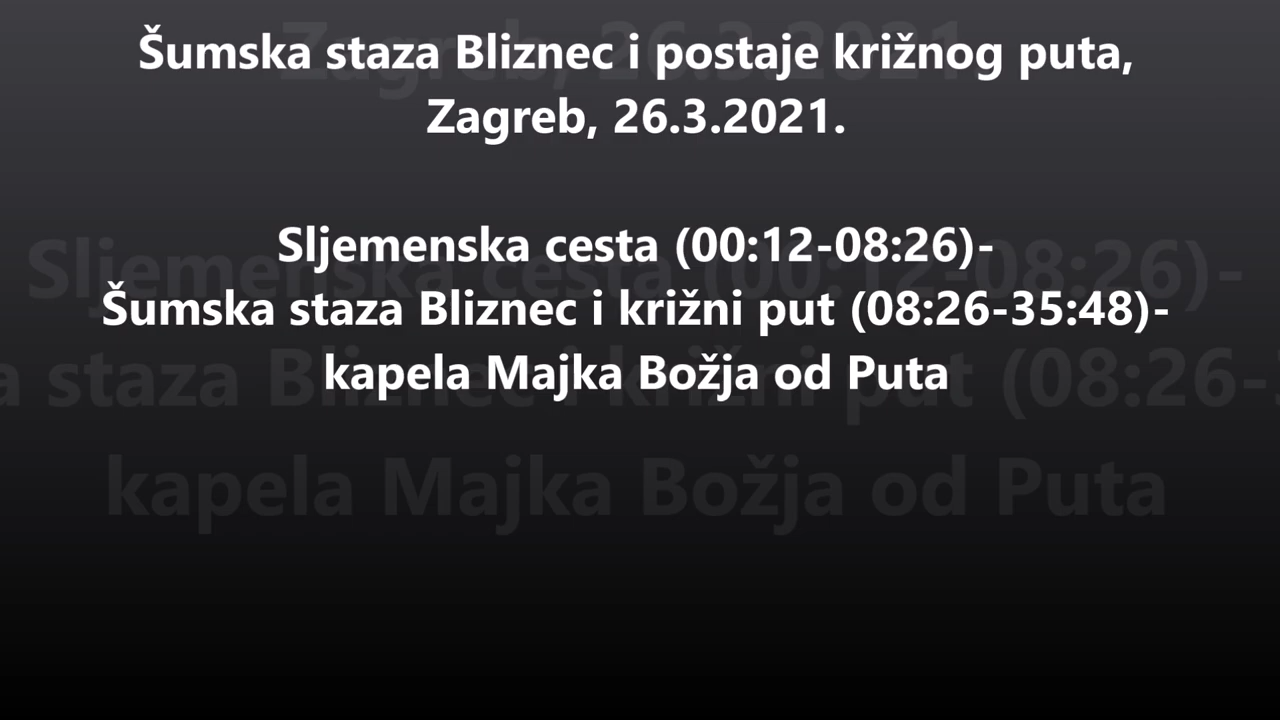 Šumska staza Bliznec i postaje križnog puta,
Zagreb, 26.3.2021.
Sljemenska cesta (00:12-08:26)-
Šumska staza Bliznec i križni put (08:26-35:48)-
kapela Majka Božja od Puta